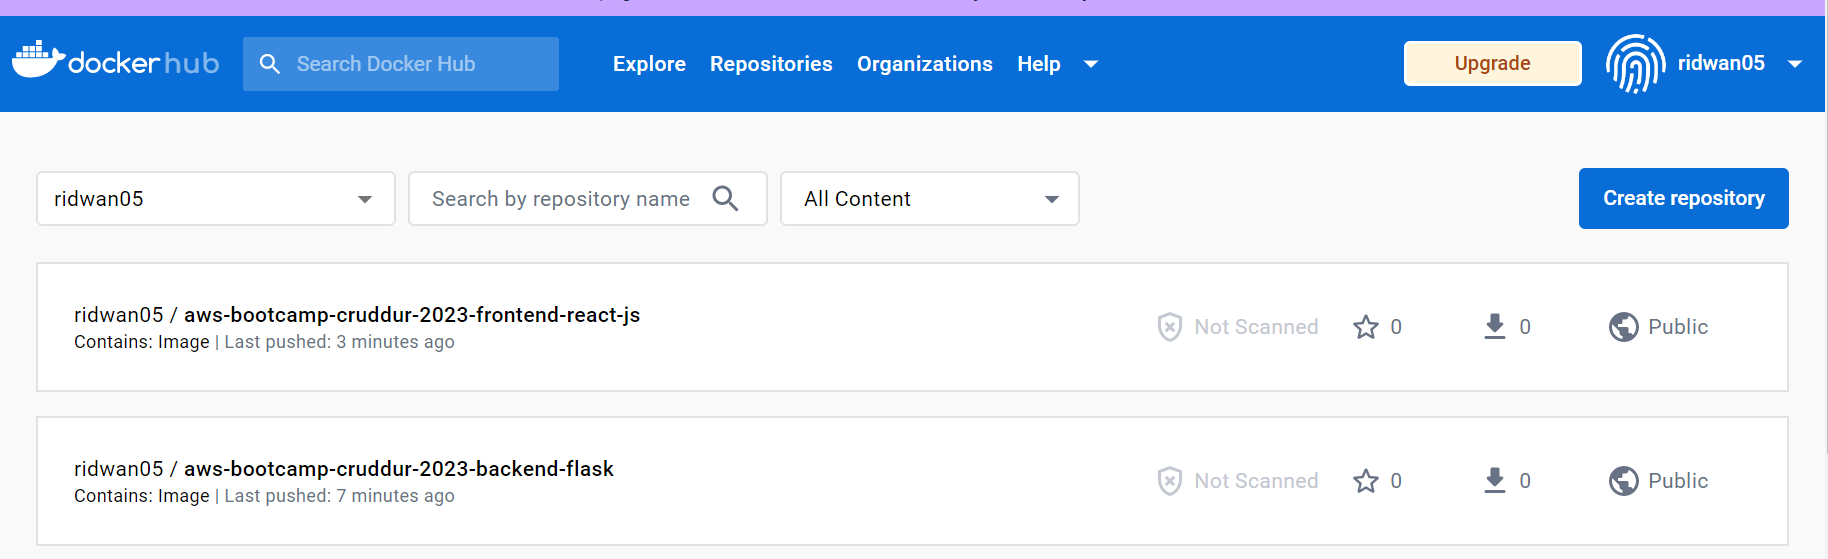 dockerhub Search Docker Hub Explore Repositories Organizations Help Upgrade ridwan05
ridwan05 Search by repository name All Content Create repository
ridwan05 / aws-bootcamp-cruddur-2023-frontend-react-js
Contains: Image | Last pushed: 3 minutes ago
Not Scanned 0 0 Public
ridwan05 / aws-bootcamp-cruddur-2023-backend-flask
Contains: Image | Last pushed: 7 minutes ago
Not Scanned 0 0 Public